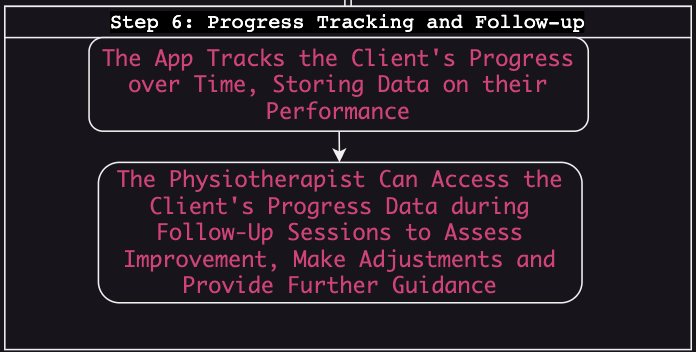 Step 6: Progress Tracking and Follow-up
The App Tracks the Client's Progress
over Time, Storing Data on their
Performance
The Physiotherapist Can Access the
Client's Progress Data during
Follow-Up Sessions to Assess
Improvement, Make Adjustments and
Provide Further Guidance